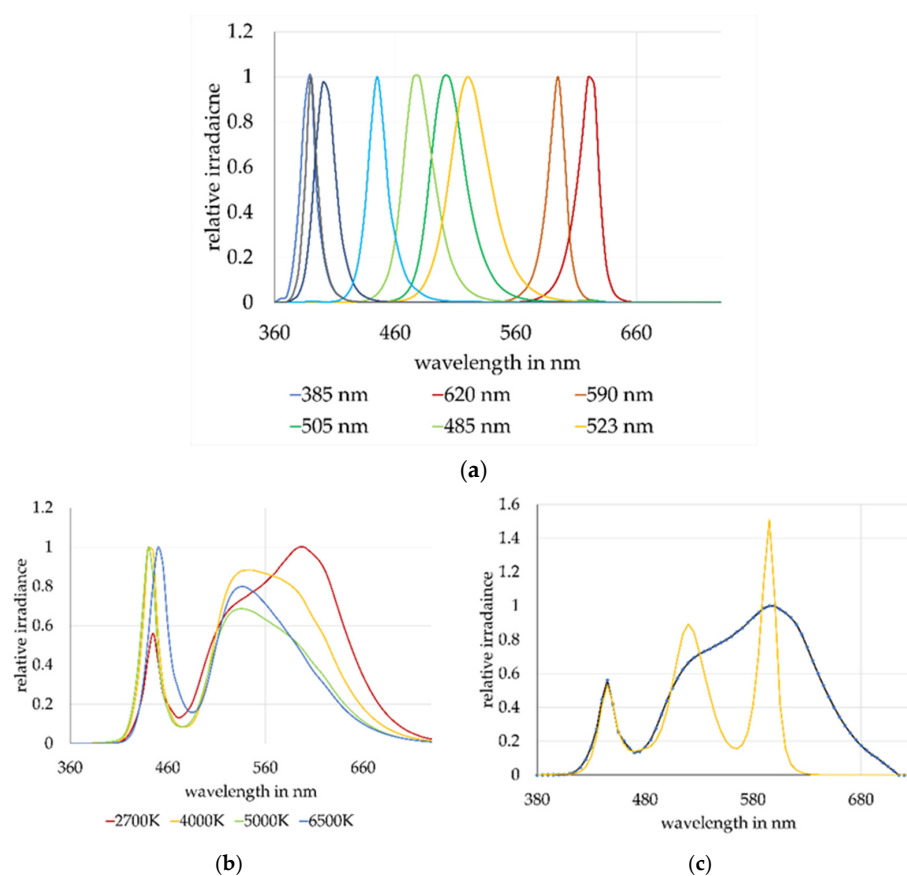 1.2
1
0.8
0.6
0.4
0.2
0
relative irradaicne
360 460 560 660
wavelength in nm
385 nm 620 nm 590 nm
505 nm 485 nm 523 nm
(a)
1.2
1
0.8
0.6
0.4
0.2
0
relative irradiance
360 460 560 660
wavelength in nm
2700K 4000K 5000K 6500K
(b)
1.6
1.4
1.2
1
0.8
0.6
0.4
0.2
0
relative irradaince
380 480 580 680
wavelength in nm
(c)